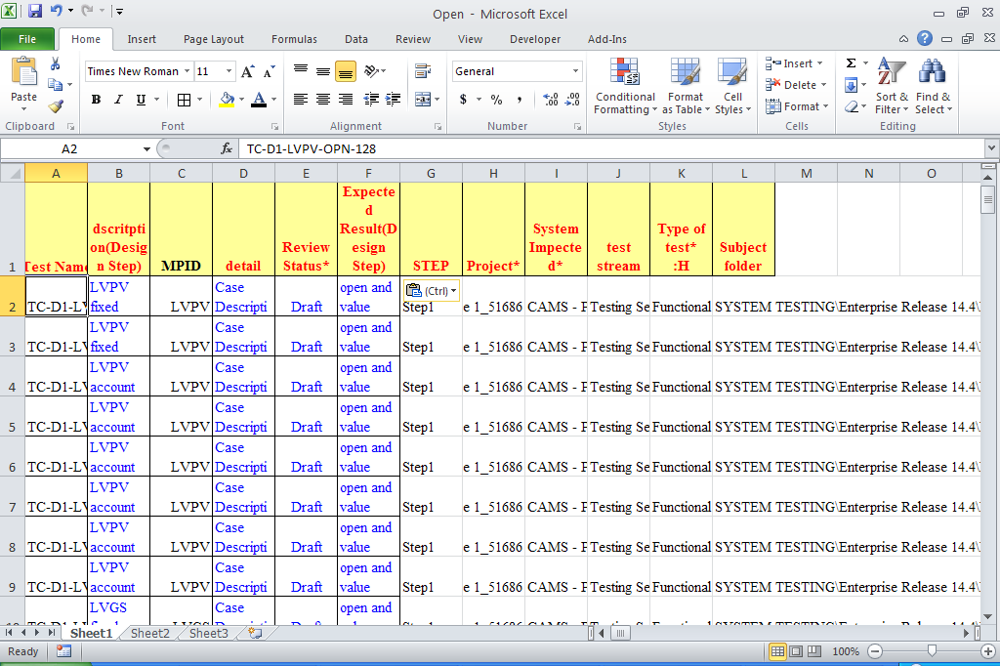 Open - Microsoft Excel
File Home Insert Page Layout Formulas Data Review View Developer Add-Ins
Times New Roman 11 General
Paste
B I U
$ % ,
Conditional Formatting
Format as Table
Cell Styles
Insert
Delete
Format
Σ
Sort & Filter
Find & Select
Clipboard Font Alignment Number Styles Cells Editing
A2 fx TC-D1-LVPV-OPN-128
A B C D E F G H I J K L M N O
1 Test Name dscritption(Design Step) MPID detail Review Status* Expected Result(Design Step) STEP Project* System Impected* test stream Type of test* :H Subject folder
(Ctrl)
2 TC-D1-LV LVPV fixed LVPV Case Descripti Draft open and value Step1 e 1_51686 CAMS - F Testing Se Functional SYSTEM TESTING\Enterprise Release 14.4\
3 TC-D1-LV LVPV fixed LVPV Case Descripti Draft open and value Step1 e 1_51686 CAMS - F Testing Se Functional SYSTEM TESTING\Enterprise Release 14.4\
4 TC-D1-LV LVPV account LVPV Case Descripti Draft open and value Step1 e 1_51686 CAMS - F Testing Se Functional SYSTEM TESTING\Enterprise Release 14.4\
5 TC-D1-LV LVPV account LVPV Case Descripti Draft open and value Step1 e 1_51686 CAMS - F Testing Se Functional SYSTEM TESTING\Enterprise Release 14.4\
6 TC-D1-LV LVPV account LVPV Case Descripti Draft open and value Step1 e 1_51686 CAMS - F Testing Se Functional SYSTEM TESTING\Enterprise Release 14.4\
7 TC-D1-LV LVPV account LVPV Case Descripti Draft open and value Step1 e 1_51686 CAMS - F Testing Se Functional SYSTEM TESTING\Enterprise Release 14.4\
8 TC-D1-LV LVPV account LVPV Case Descripti Draft open and value Step1 e 1_51686 CAMS - F Testing Se Functional SYSTEM TESTING\Enterprise Release 14.4\
9 TC-D1-LV LVPV account LVPV Case Descripti Draft open and value Step1 e 1_51686 CAMS - F Testing Se Functional SYSTEM TESTING\Enterprise Release 14.4\
LVGS Case open and
Sheet1 Sheet2 Sheet3
Ready 100%